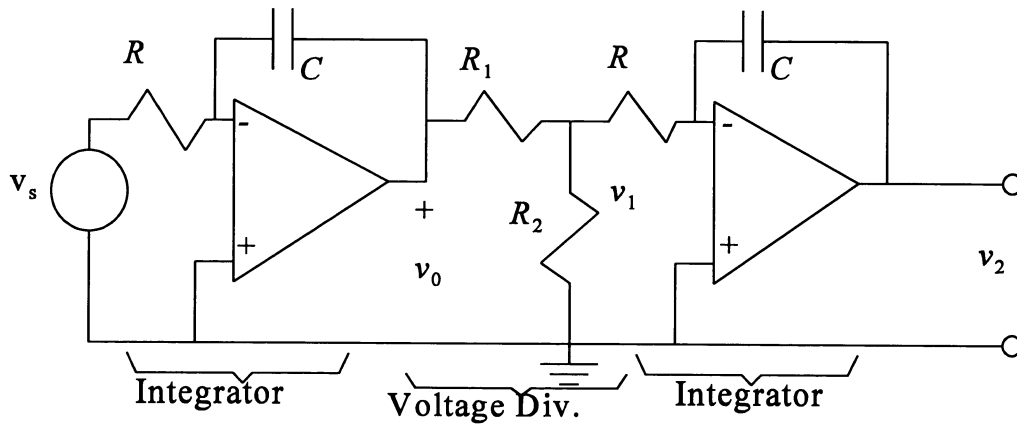 C
C
R
R₁
R
-
-
vₛ
+
R₂
v₁
+
+
v₀
v₂
Integrator
Voltage Div.
Integrator